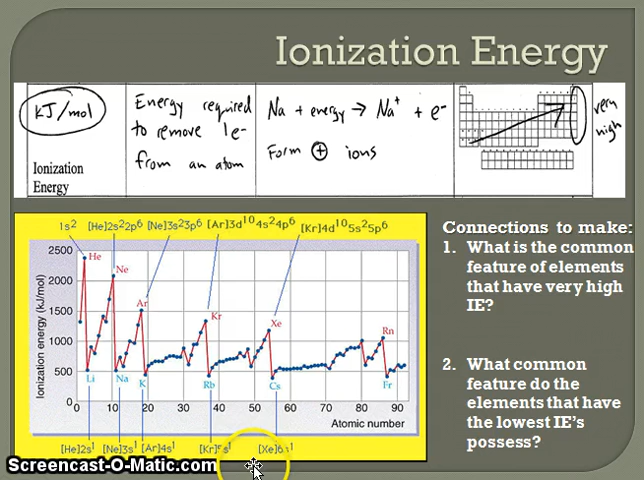 Ionization Energy
kJ/mol
Ionization
Energy
Energy required
to remove 1e-
from an atom
Na + energy → Na+ + e-
Form ⊕ ions
very
high
1s2 [He]2s22p6 [Ne]3s23p6 [Ar]3d104s24p6 [Kr]4d105s25p6
Ionization energy (kJ/mol)
2500
2000
1500
1000
500
0
He
Ne
Ar
Kr
Xe
Rn
Li Na K Rb Cs Fr
0 10 20 30 40 50 60 70 80 90
Atomic number
[He]2s1 [Ne]3s1 [Ar]4s1 [Kr]5s1 [Xe]6s1
Connections to make:
1. What is the common
feature of elements
that have very high
IE?
2. What common
feature do the
elements that have
the lowest IE's
possess?
Screencast-O-Matic.com